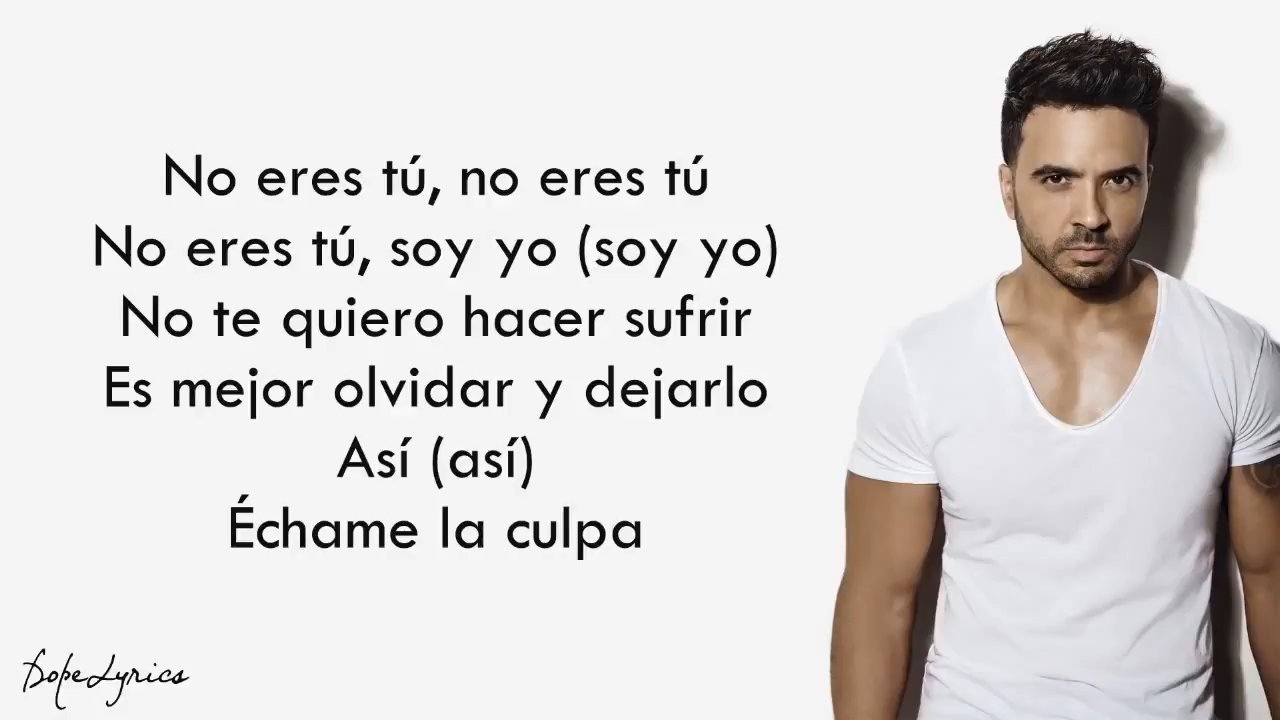 No eres tú, no eres tú
No eres tú, soy yo (soy yo)
No te quiero hacer sufrir
Es mejor olvidar y dejarlo
Así (así)
Échame la culpa
DopeLyrics